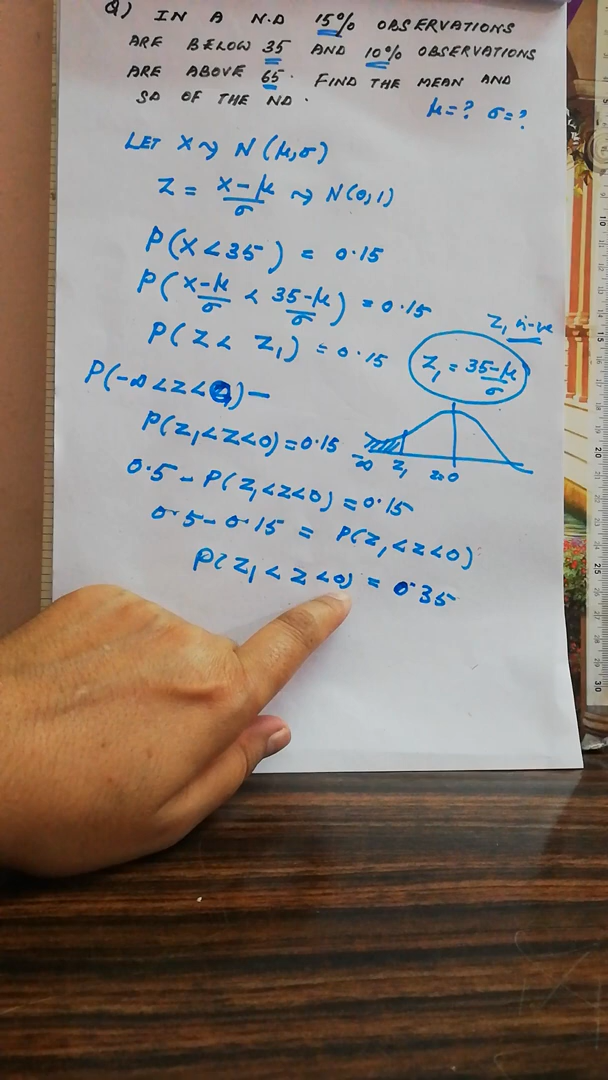 Q) IN A N.D 15% OBSERVATIONS
ARE BELOW 35 AND 10% OBSERVATIONS
ARE ABOVE 65. FIND THE MEAN AND
SD OF THE ND.
μ=? σ=?
LET X ~ N(μ,σ)
Z = X-μ/σ ~ N(0,1)
P(X<35) = 0.15
P(X-μ/σ < 35-μ/σ) = 0.15
P(Z < Z₁) = 0.15
Z₁ is -ve
Z₁ = 35-μ/σ
P(-∞<Z<0) -
P(Z₁<Z<0) = 0.15
-∞ Z₁ Z=0
0.5 - P(Z₁<Z<0) = 0.15
0.5 - 0.15 = P(Z₁<Z<0)
P(Z₁<Z<0) = 0.35